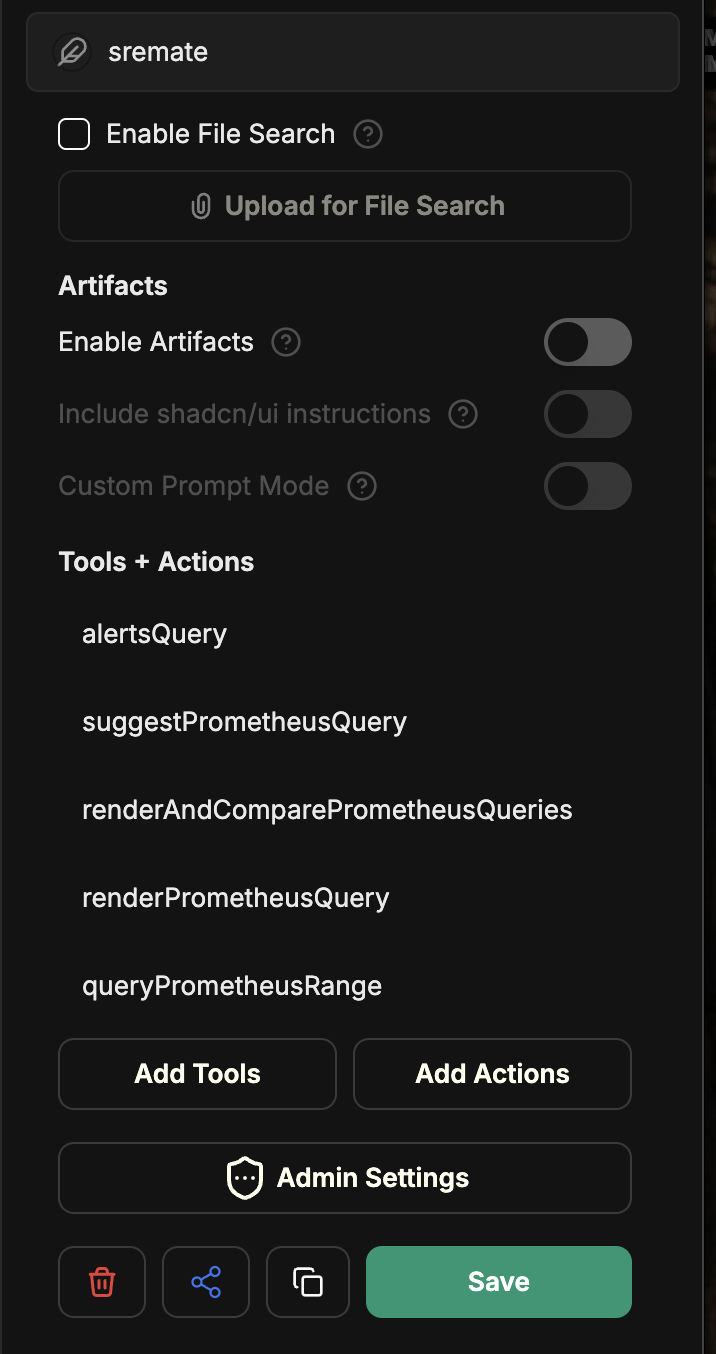 sremate
Enable File Search
Upload for File Search
Artifacts
Enable Artifacts
Include shadcn/ui instructions
Custom Prompt Mode
Tools + Actions
alertsQuery
suggestPrometheusQuery
renderAndComparePrometheusQueries
renderPrometheusQuery
queryPrometheusRange
Add Tools
Add Actions
Admin Settings
Save